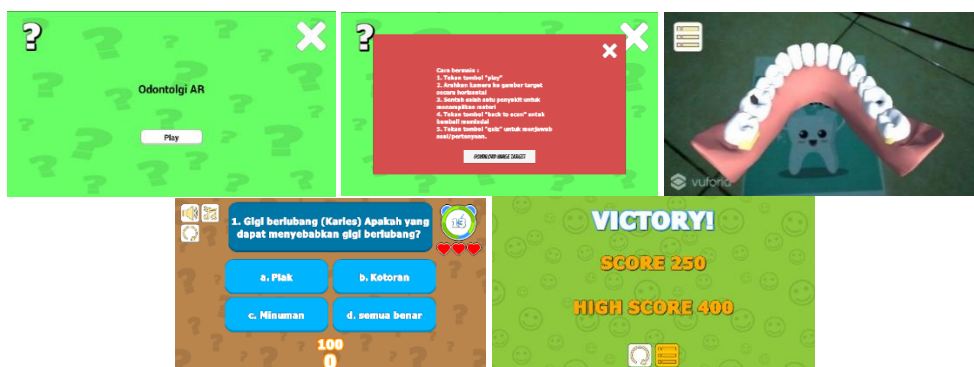 ?
Odontolgi AR
Play
?
Cara bermain :
1. Tekan tombol "play"
2. Arahkan kamera ke gambar target
secara horizontal
3. Sentuh salah satu penyakit untuk
menampilkan materi
4. Tekan tombol "back to scan" untuk
kembali memindai
5. Tekan tombol "quiz" untuk menjawab
soal/pertanyaan.
DOWNLOAD IMAGE TARGET
vuforia
1. Gigi berlubang (Karies) Apakah yang
dapat menyebabkan gigi berlubang?
15
a. Plak
b. Kotoran
c. Minuman
d. semua benar
100
0
VICTORY!
SCORE 250
HIGH SCORE 400